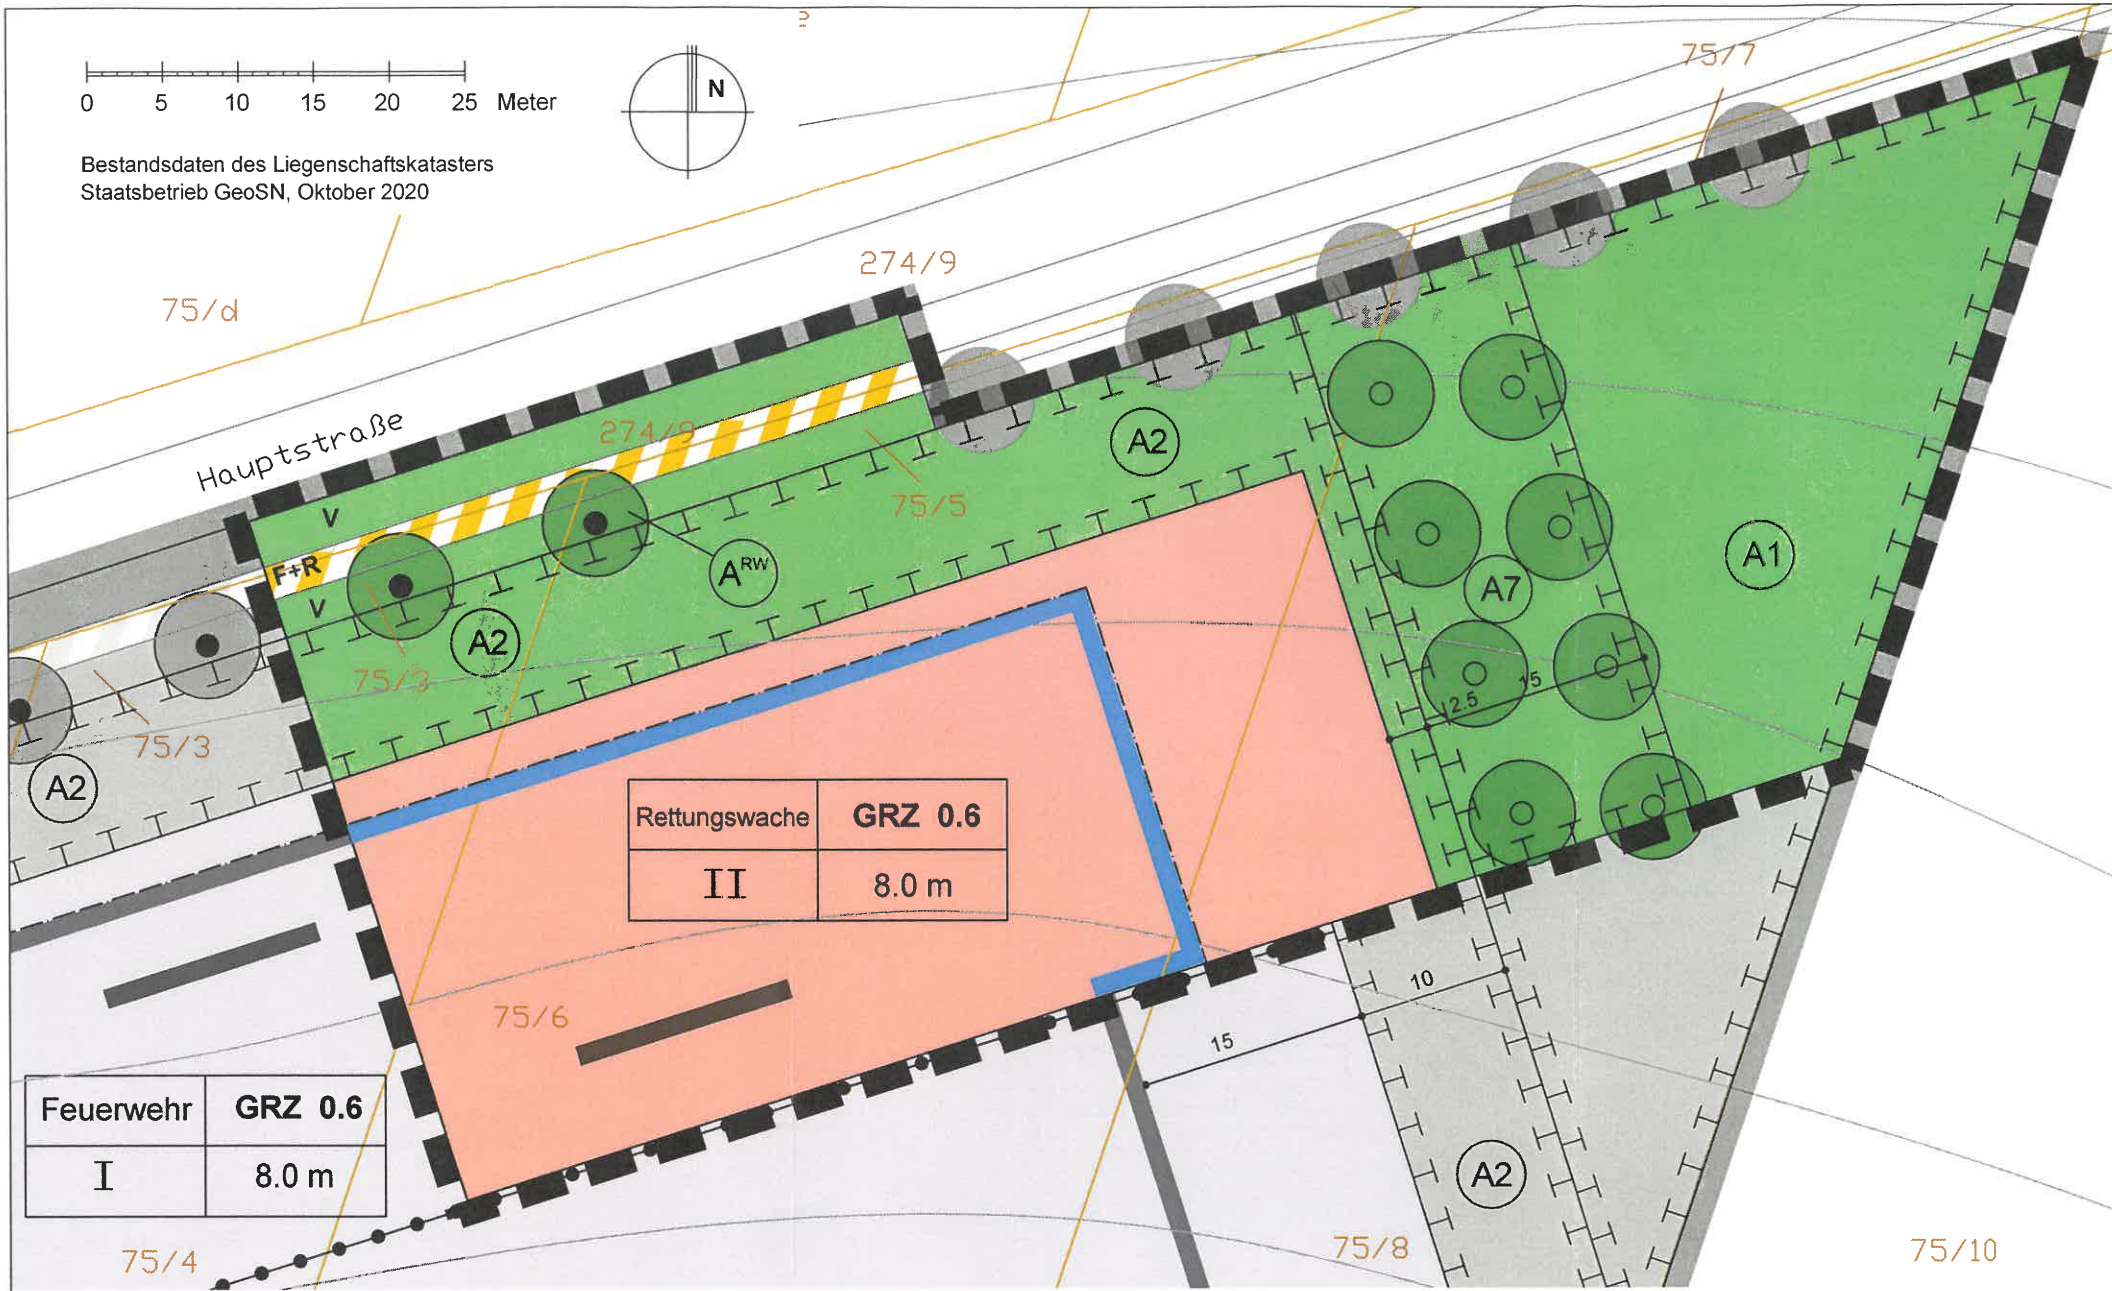 75/7
N
0 5 10 15 20 25 Meter
Bestandsdaten des Liegenschaftskatasters
Staatsbetrieb GeoSN, Oktober 2020
274/9
75/d
Hauptstraße
274/9
A2
75/5
V
F+R
V
A^RW
A1
A7
A2
75/3
15
2.5
75/3
A2
Rettungswache GRZ 0.6
II 8.0 m
10
75/6
15
Feuerwehr GRZ 0.6
I 8.0 m
A2
75/4
75/8
75/10